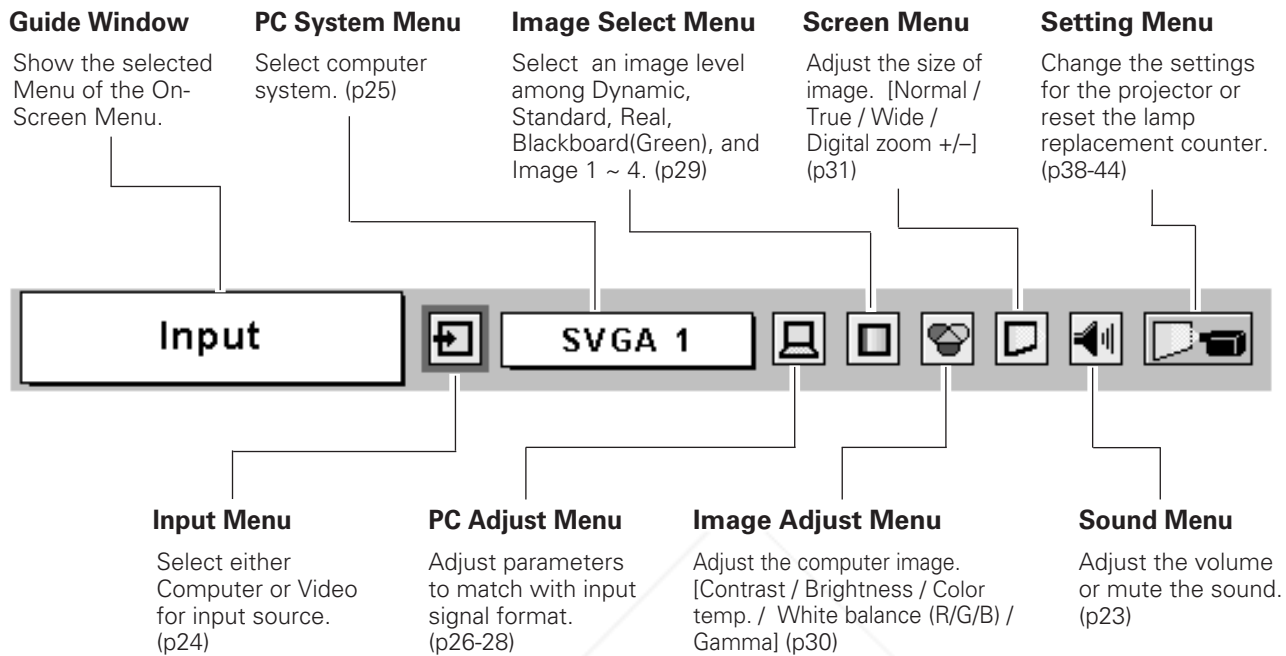 Guide Window
Show the selected
Menu of the On-
Screen Menu.
PC System Menu
Select computer
system. (p25)
Image Select Menu
Select an image level
among Dynamic,
Standard, Real,
Blackboard(Green), and
Image 1 ~ 4. (p29)
Screen Menu
Adjust the size of
image. [Normal /
True / Wide /
Digital zoom +/–]
(p31)
Setting Menu
Change the settings
for the projector or
reset the lamp
replacement counter.
(p38-44)
Input
SVGA 1
Input Menu
Select either
Computer or Video
for input source.
(p24)
PC Adjust Menu
Adjust parameters
to match with input
signal format.
(p26-28)
Image Adjust Menu
Adjust the computer image.
[Contrast / Brightness / Color
temp. / White balance (R/G/B) /
Gamma] (p30)
Sound Menu
Adjust the volume
or mute the sound.
(p23)